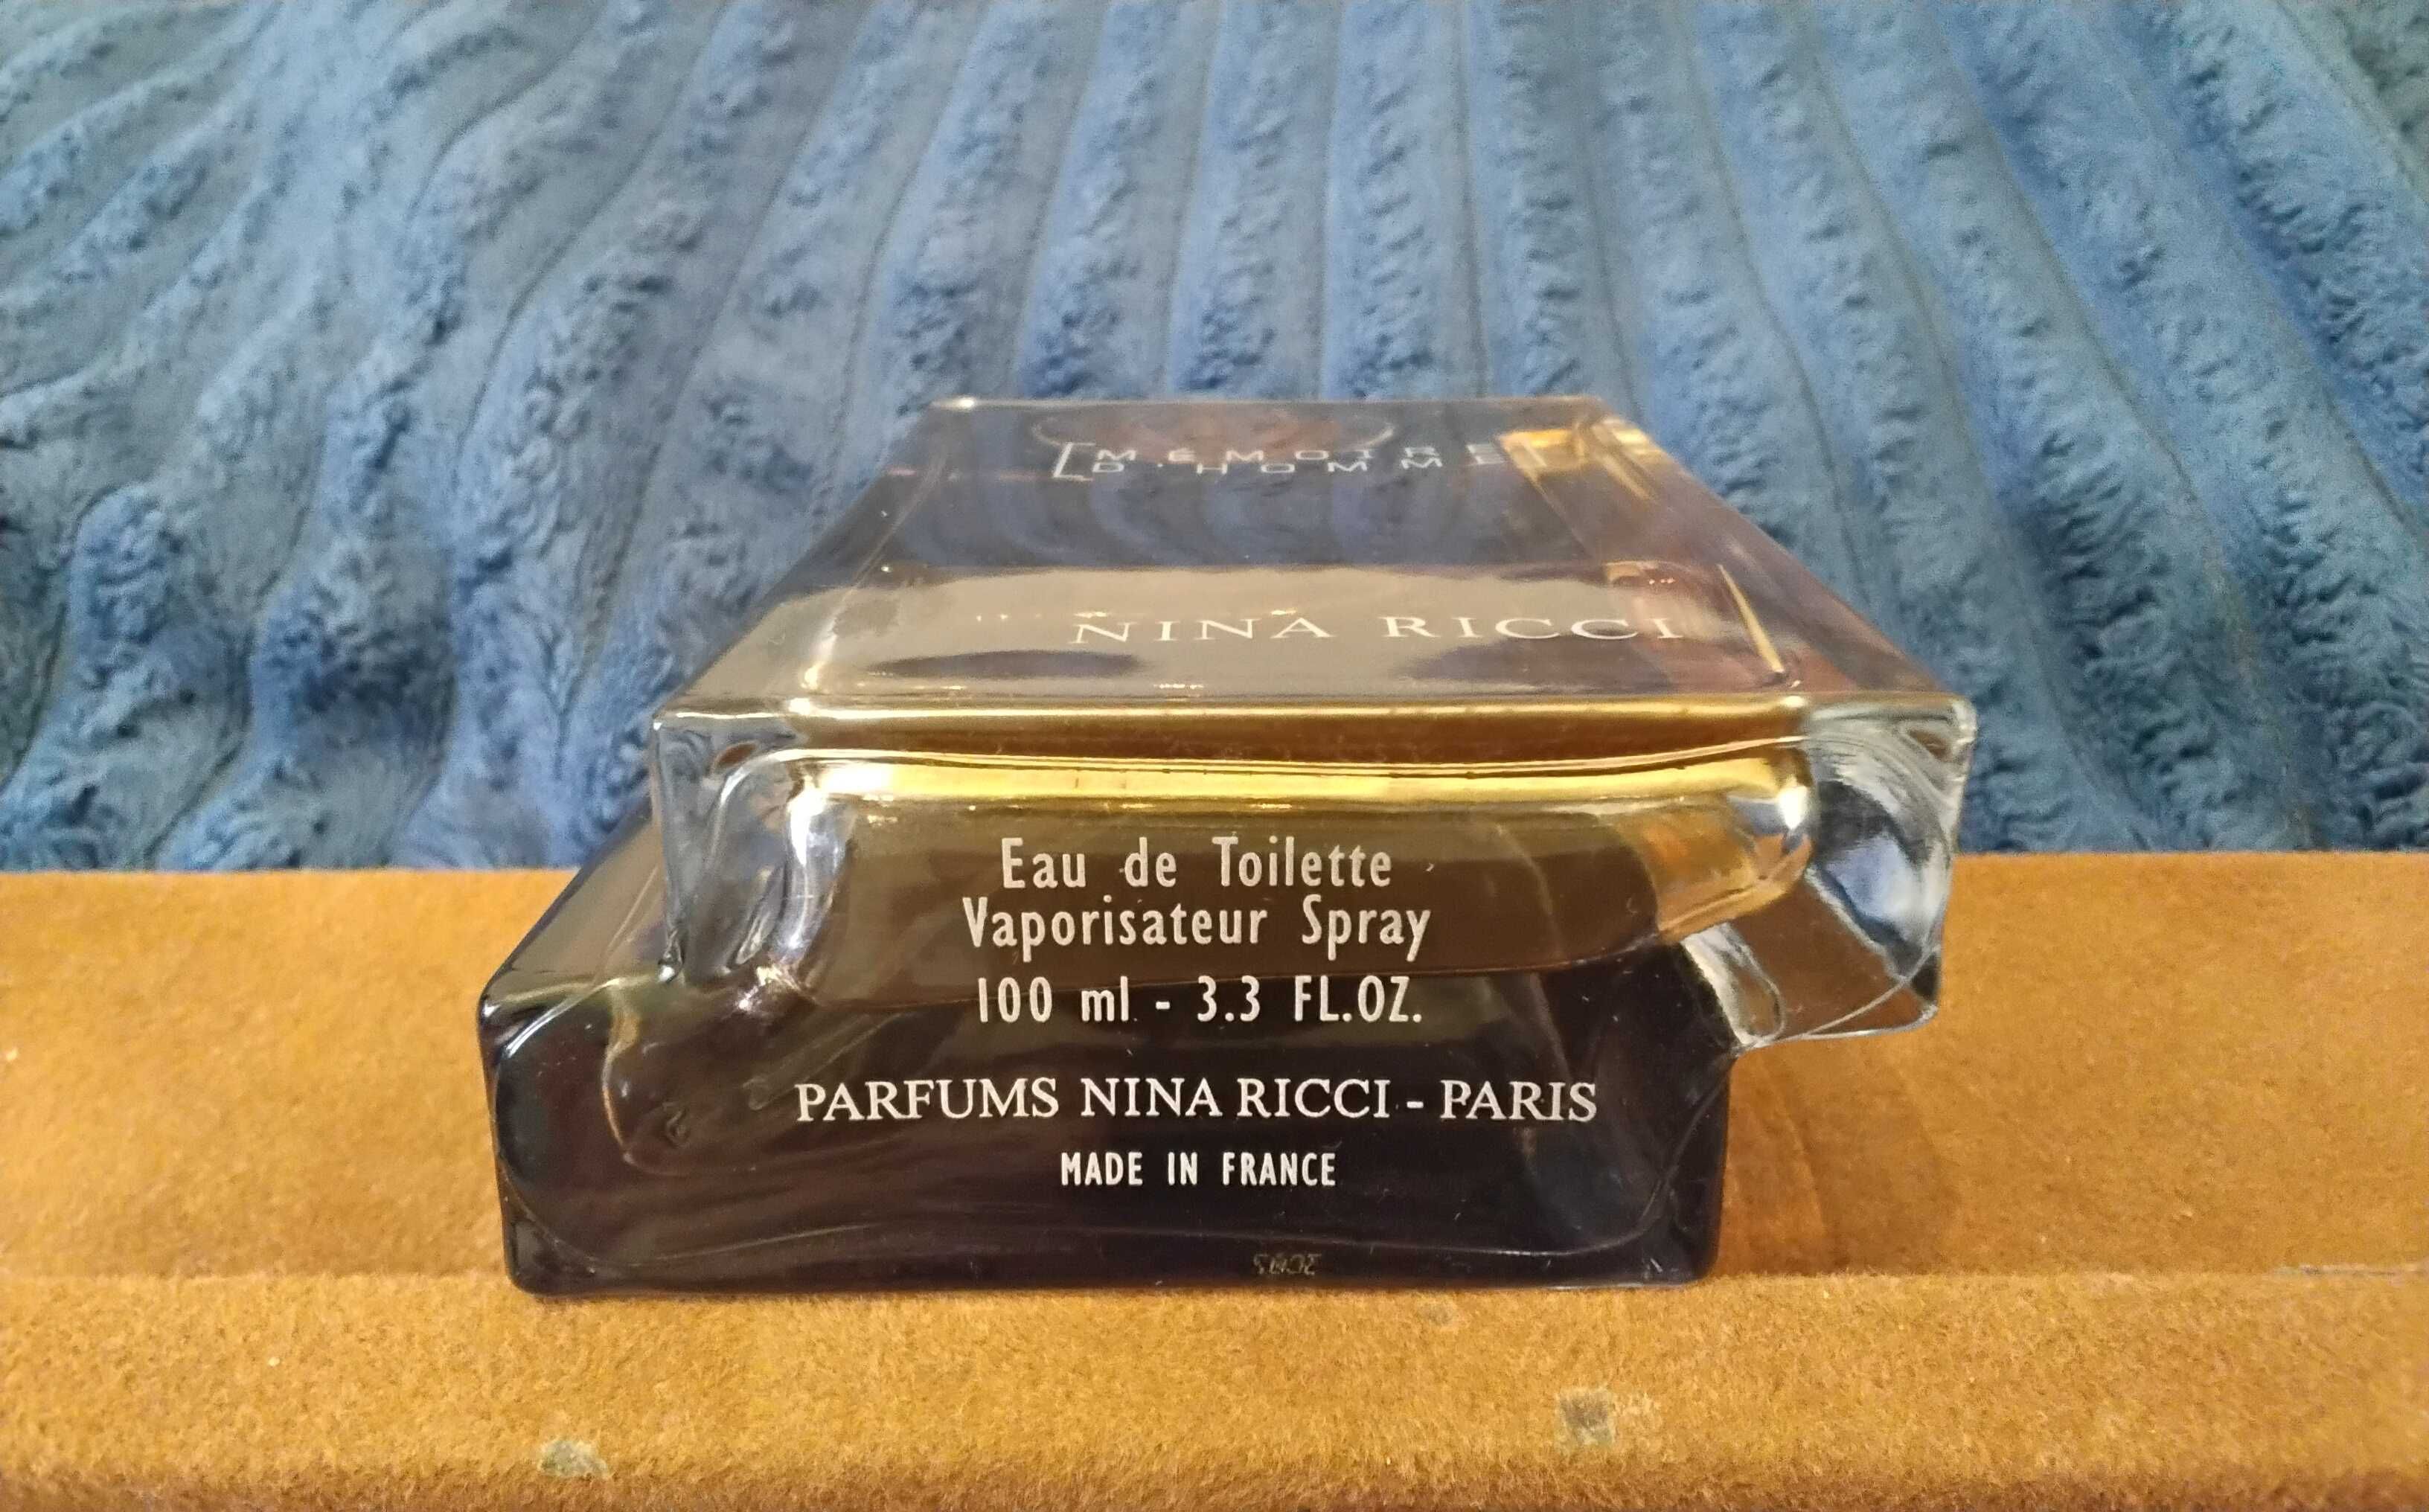 MÉMOIRE
D'HOMME
NINA RICCI
Eau de Toilette
Vaporisateur Spray
100 ml - 3.3 FL.OZ.
PARFUMS NINA RICCI - PARIS
MADE IN FRANCE